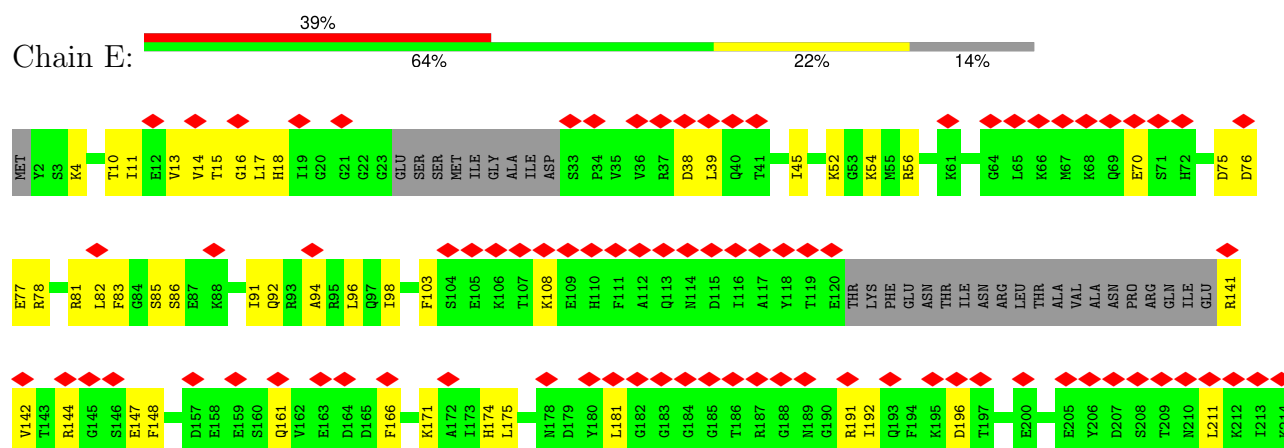 39%
Chain E:
64% 22% 14%
MET Y2 S3 K4 T10 I11 E12 V13 V14 T15 G16 L17 H18 I19 G20 G21 G22 G23 GLU SER SER MET ILE GLY ALA ILE ASP S33 P34 V35 V36 R37 D38 L39 Q40 T41 I45 K52 G53 K54 M55 R56 K61 G64 L65 K66 M67 K68 Q69 E70 S71 H72 D75 D76
E77 R78 R81 L82 F83 G84 S85 S86 E87 K88 I91 Q92 R93 A94 R95 L96 Q97 I98 F103 S104 E105 K106 T107 K108 E109 H110 F111 A112 Q113 N114 D115 I116 A117 Y118 T119 E120 THR LYS PHE GLU ASN THR ILE ASN ARG LEU THR ALA VAL ALA ASN PRO ARG GLN ILE GLU R141
V142 T143 R144 G145 S146 E147 F148 D157 E158 E159 S160 Q161 V162 E163 D164 D165 F166 K171 A172 I173 H174 L175 N178 D179 Y180 L181 G182 G183 G184 G185 T186 R187 G188 N189 G190 R191 I192 Q193 F194 K195 D196 T197 E200 E205 Y206 D207 S208 T209 N210 L211 K212 I213